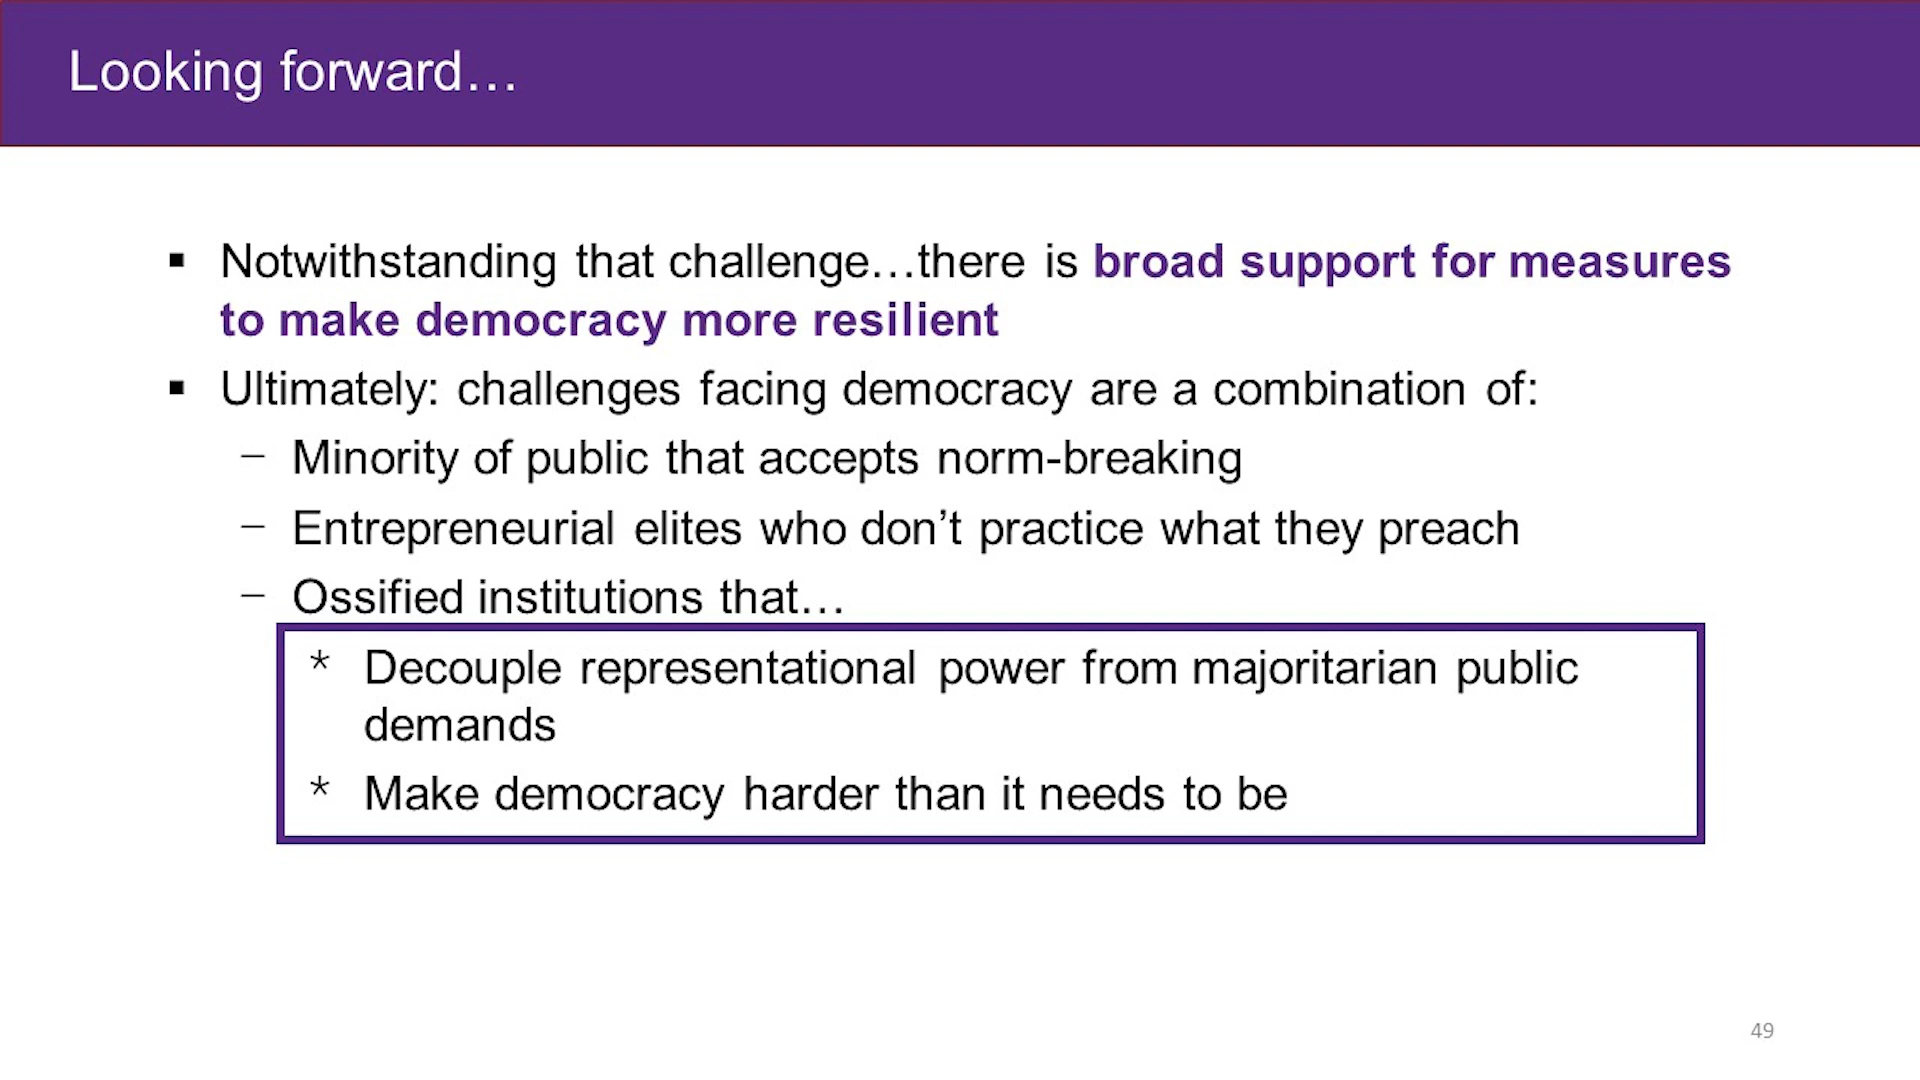 Looking forward…
▪ Notwithstanding that challenge…there is broad support for measures
to make democracy more resilient
▪ Ultimately: challenges facing democracy are a combination of:
– Minority of public that accepts norm-breaking
– Entrepreneurial elites who don’t practice what they preach
– Ossified institutions that…
* Decouple representational power from majoritarian public
demands
* Make democracy harder than it needs to be
49